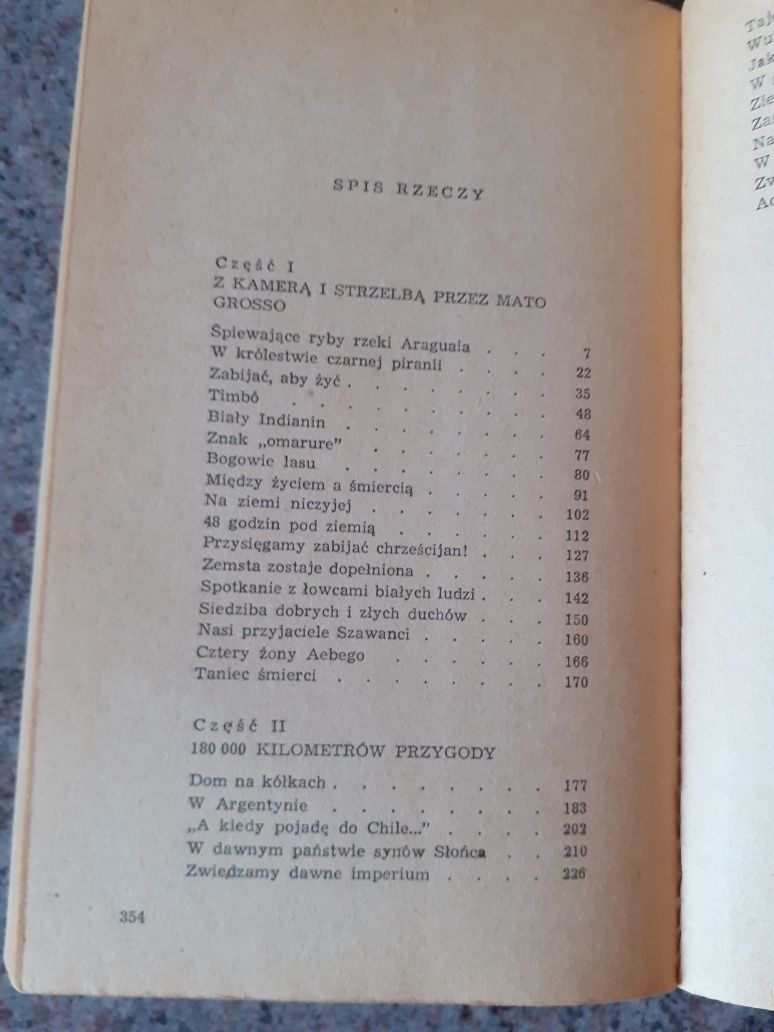 SPIS RZECZY
Część I
Z KAMERĄ I STRZELBĄ PRZEZ MATO
GROSSO
Śpiewające ryby rzeki Araguaia . . . 7
W królestwie czarnej piranii . . . . 22
Zabijać, aby żyć . . . . . . . 35
Timbó . . . . . . . . . 48
Biały Indianin . . . . . . . 64
Znak „omarure” . . . . . . 77
Bogowie lasu . . . . . . . 80
Między życiem a śmiercią . . . . . 91
Na ziemi niczyjej . . . . . . . 102
48 godzin pod ziemią . . . . . . 112
Przysięgamy zabijać chrześcijan! . . . 127
Zemsta zostaje dopełniona . . . . . 136
Spotkanie z łowcami białych ludzi . . . 142
Siedziba dobrych i złych duchów . . . 150
Nasi przyjaciele Szawanci . . . . . 160
Cztery żony Aebego . . . . . . 166
Taniec śmierci . . . . . . . . 170
Część II
180 000 KILOMETRÓW PRZYGODY
Dom na kółkach . . . . . . . . 177
W Argentynie . . . . . . . . 183
„A kiedy pojadę do Chile...” . . . . 202
W dawnym państwie synów Słońca . . 210
Zwiedzamy dawne imperium . . . . 226
354
W
Na
W